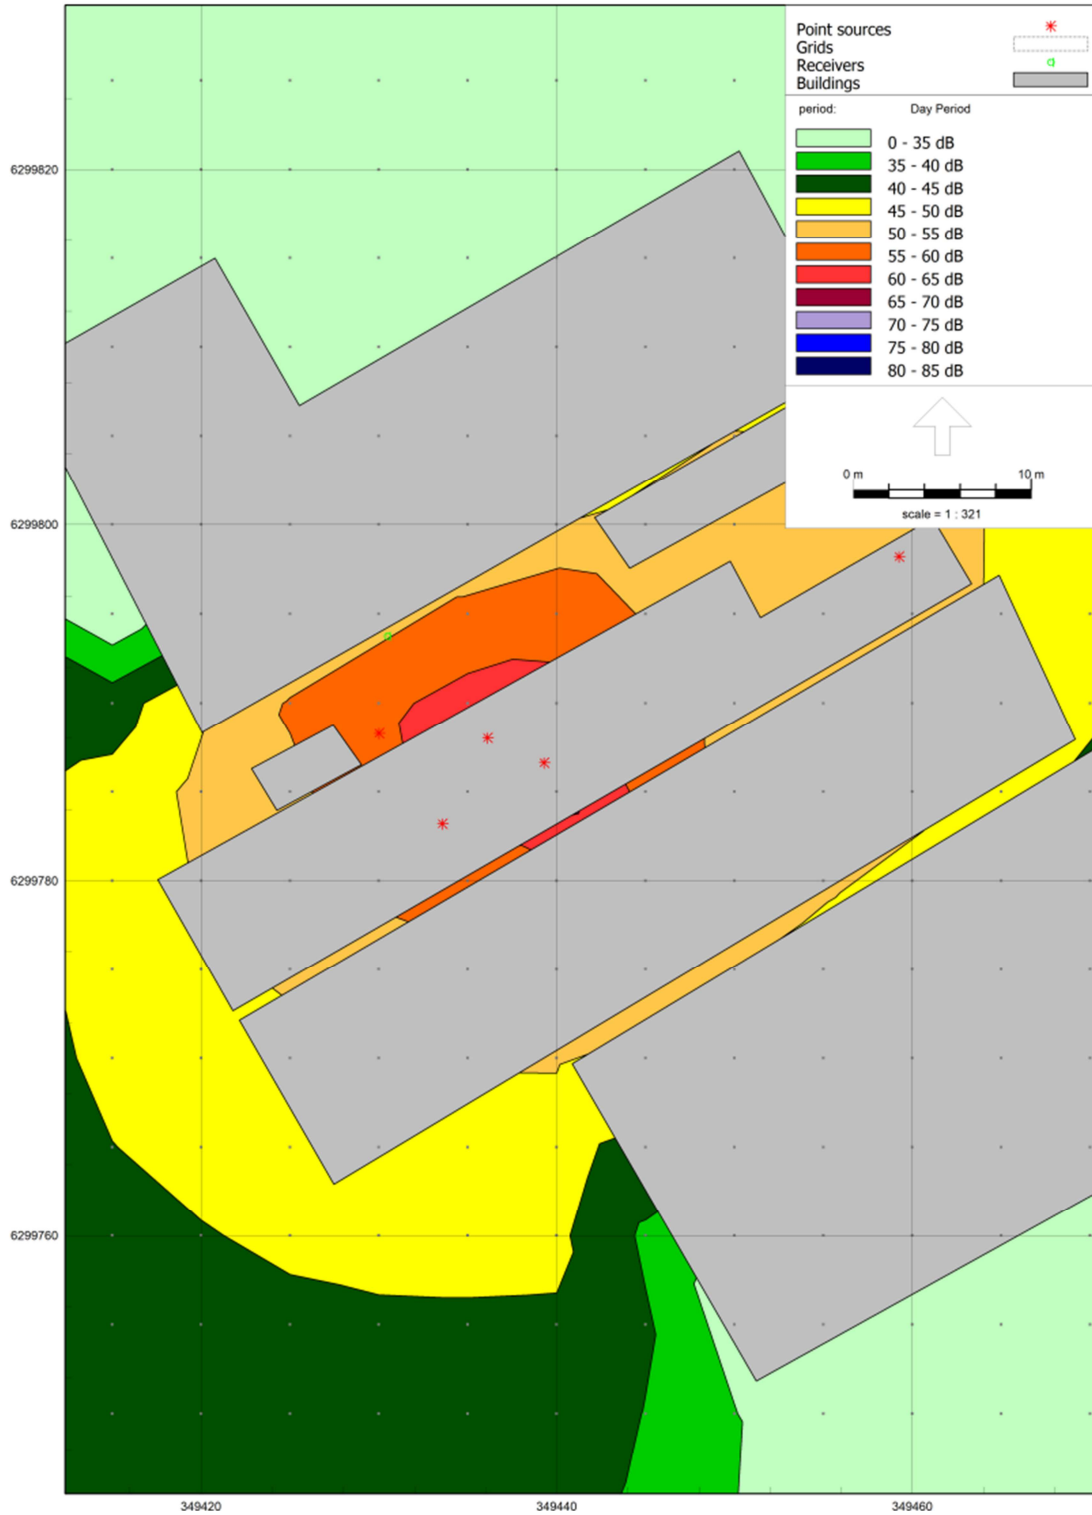 Point sources
Grids
Receivers
Buildings
period: Day Period
0 - 35 dB
35 - 40 dB
40 - 45 dB
45 - 50 dB
50 - 55 dB
55 - 60 dB
60 - 65 dB
65 - 70 dB
70 - 75 dB
75 - 80 dB
80 - 85 dB
0 m 10 m
scale = 1 : 321
6299820
6299800
6299780
6299760
349420 349440 349460